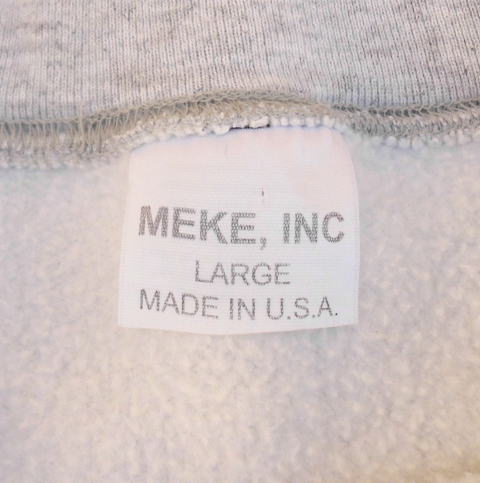 MEKE, INC
LARGE
MADE IN U.S.A.